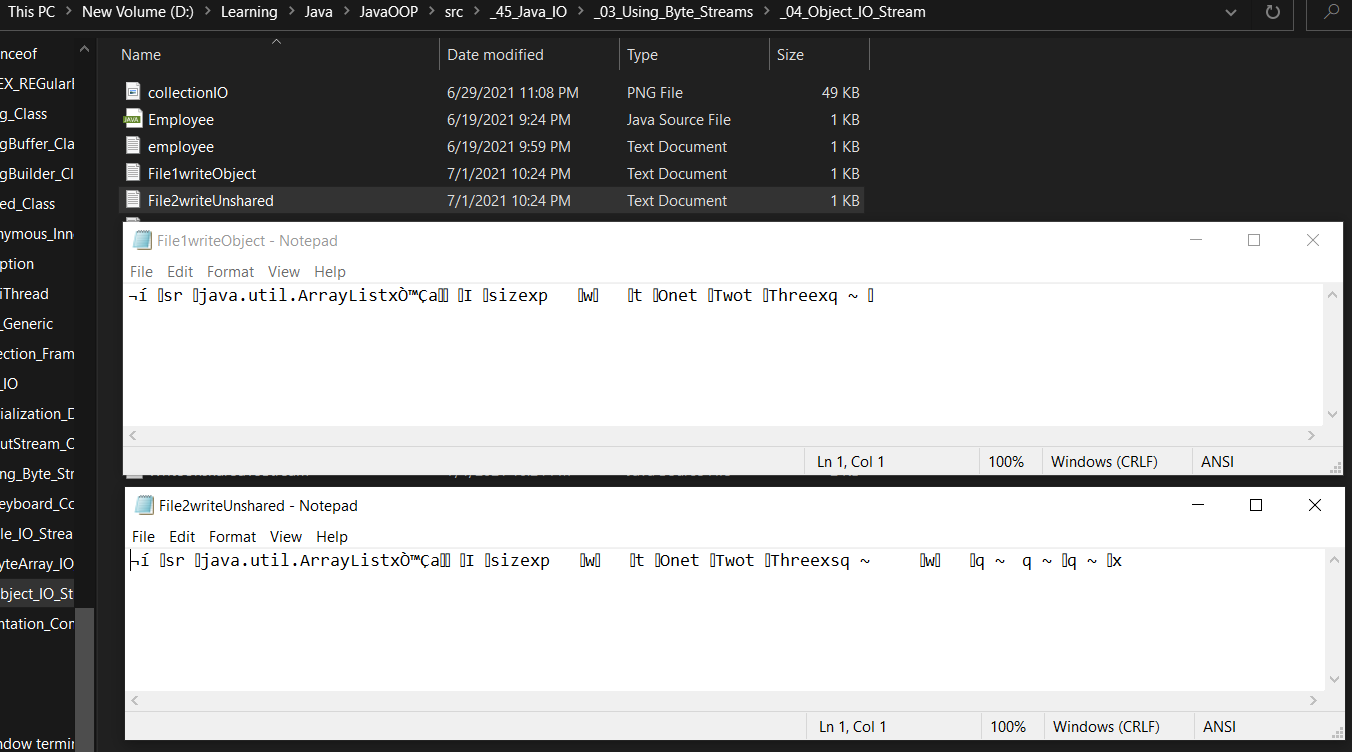 This PC > New Volume (D:) > Learning > Java > JavaOOP > src > _45_Java_IO > _03_Using_Byte_Streams > _04_Object_IO_Stream
nceof
EX_REGularI
g_Class
gBuffer_Cla
gBuilder_Cl
ed_Class
nymous_Inn
ption
iThread
_Generic
ection_Fram
_IO
ialization_D
utStream_C
ng_Byte_Str
eyboard_Co
le_IO_Strea
yteArray_IO
bject_IO_St
ntation_Con
ndow termin
Name Date modified Type Size
collectionIO 6/29/2021 11:08 PM PNG File 49 KB
Employee 6/19/2021 9:24 PM Java Source File 1 KB
employee 6/19/2021 9:59 PM Text Document 1 KB
File1writeObject 7/1/2021 10:24 PM Text Document 1 KB
File2writeUnshared 7/1/2021 10:24 PM Text Document 1 KB
File1writeObject - Notepad
File Edit Format View Help
¬í ▯sr ▯java.util.ArrayListxÒ™Ça▯▯ ▯I ▯sizexp ▯w▯ ▯t ▯Onet ▯Twot ▯Threexq ~ ▯
Ln 1, Col 1 100% Windows (CRLF) ANSI
File2writeUnshared - Notepad
File Edit Format View Help
¬í ▯sr ▯java.util.ArrayListxÒ™Ça▯▯ ▯I ▯sizexp ▯w▯ ▯t ▯Onet ▯Twot ▯Threexsq ~ ▯w▯ ▯q ~ q ~ ▯q ~ ▯x
Ln 1, Col 1 100% Windows (CRLF) ANSI